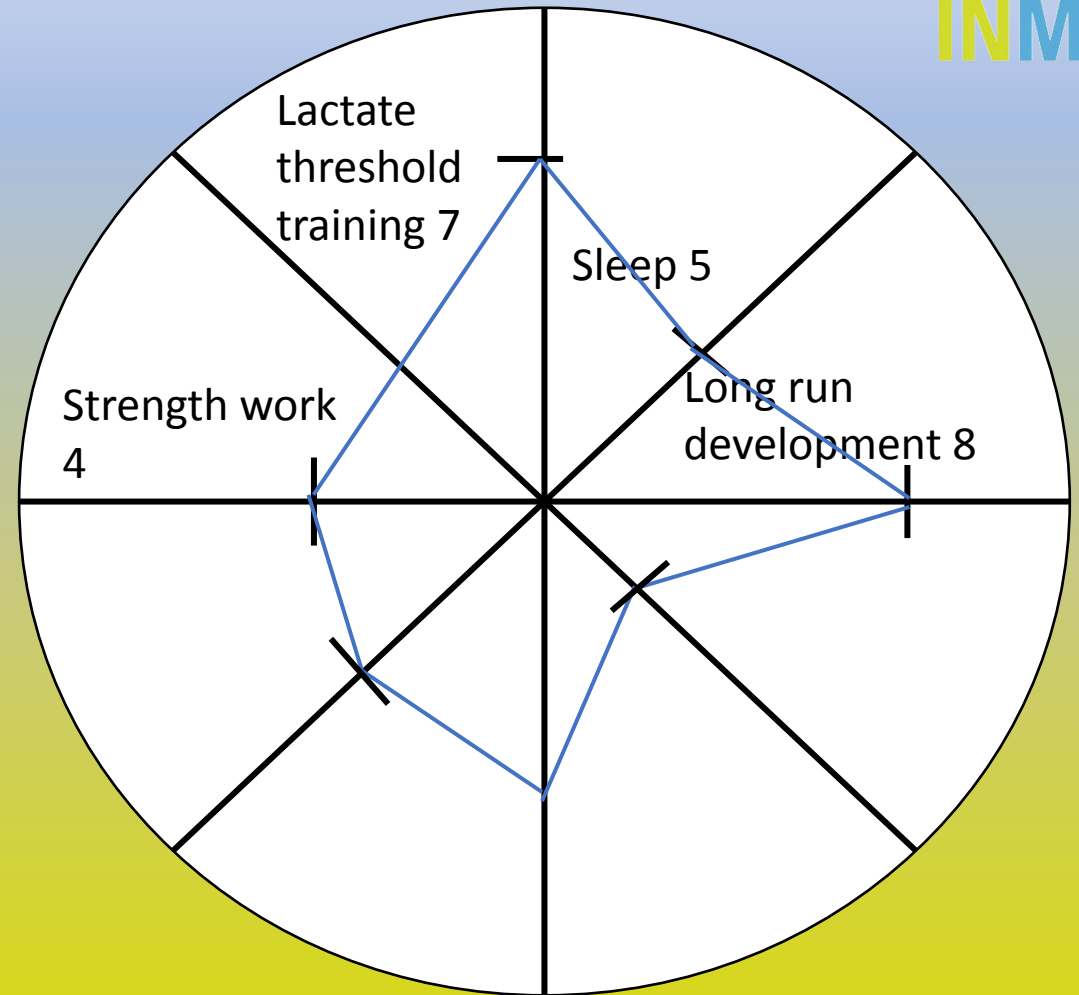 INM
Lactate
threshold
training 7
Sleep 5
Long run
development 8
Strength work
4